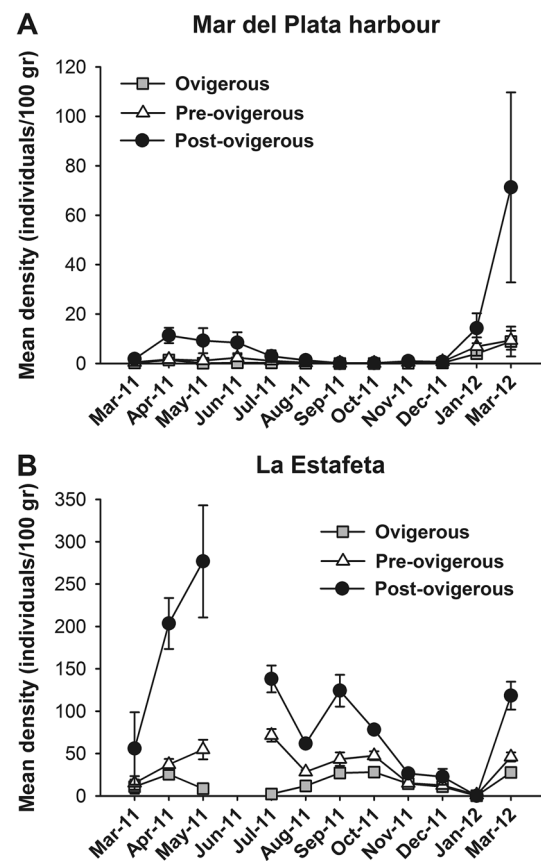 A Mar del Plata harbour
Mean density (individuals/100 gr)
120
100
80
60
40
20
0
Ovigerous
Pre-ovigerous
Post-ovigerous
Mar-11 Apr-11 May-11 Jun-11 Jul-11 Aug-11 Sep-11 Oct-11 Nov-11 Dec-11 Jan-12 Mar-12
B La Estafeta
Mean density (individuals/100 gr)
350
300
250
200
150
100
50
0
Ovigerous
Pre-ovigerous
Post-ovigerous
Mar-11 Apr-11 May-11 Jun-11 Jul-11 Aug-11 Sep-11 Oct-11 Nov-11 Dec-11 Jan-12 Mar-12